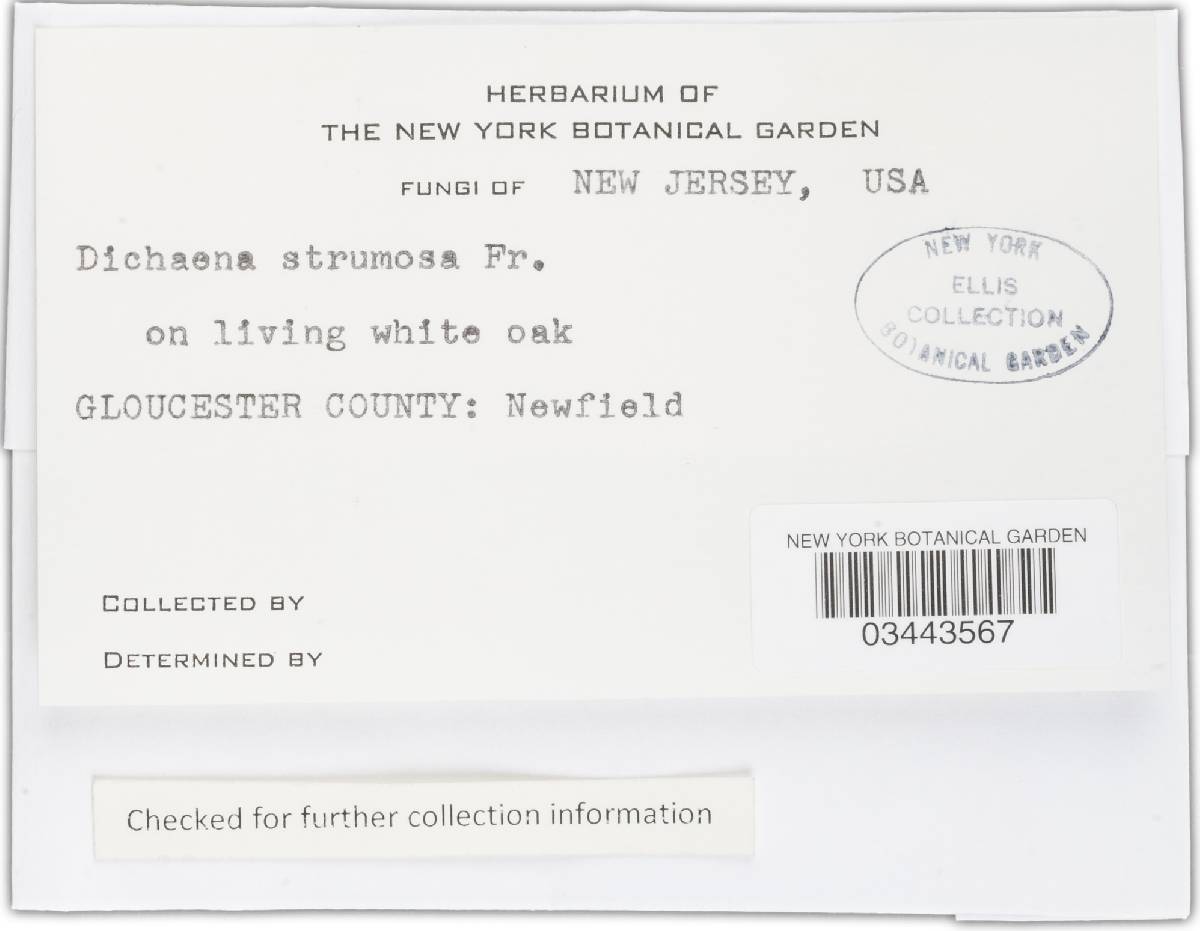 HERBARIUM OF
THE NEW YORK BOTANICAL GARDEN
FUNGI OF NEW JERSEY, USA
Dichaena strumosa Fr.
on living white oak
GLOUCESTER COUNTY: Newfield
NEW YORK
ELLIS
COLLECTION
BOTANICAL GARDEN
NEW YORK BOTANICAL GARDEN
03443567
COLLECTED BY
DETERMINED BY
Checked for further collection information